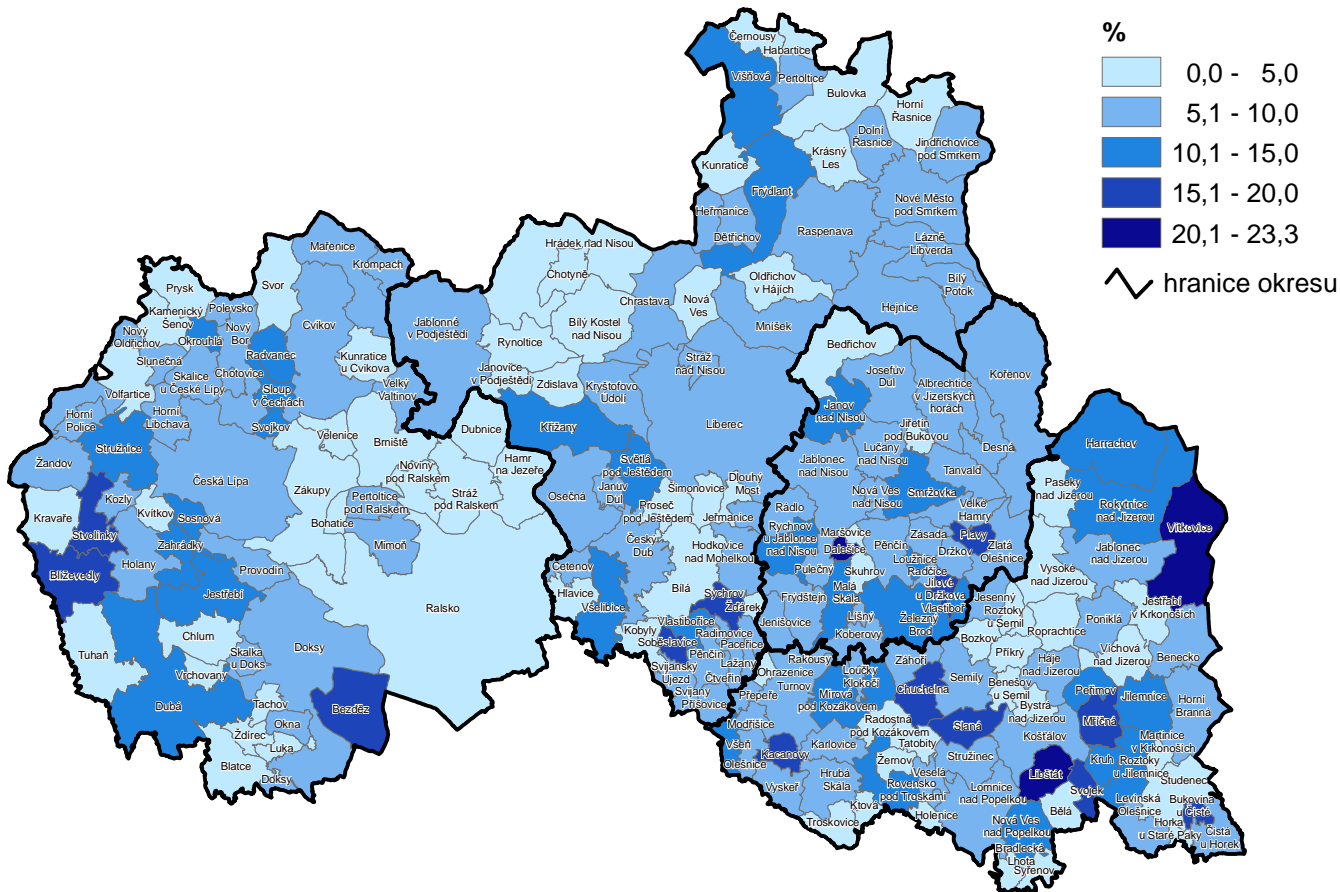 %
0,0 - 5,0
5,1 - 10,0
10,1 - 15,0
15,1 - 20,0
20,1 - 23,3
hranice okresu
Černousy
Habartice
Višňová
Pertoltice
Bulovka
Horní
Řasnice
Dolní
Řasnice
Jindřichovice
pod Smrkem
Krásný
Les
Kunratice
Frýdlant
Nové Město
pod Smrkem
Heřmanice
Dětřichov
Raspenava
Lázně
Libverda
Bílý
Potok
Hejnice
Oldřichov
v Hájích
Nová
Ves
Mníšek
Hrádek nad Nisou
Chotyně
Chrastava
Bílý Kostel
nad Nisou
Rynoltice
Jablonné
v Podještědí
Janovice
v Podještědí
Zdislava
Kryštofovo
Údolí
Stráž
nad Nisou
Liberec
Křižany
Světlá
pod Ještědem
Osečná
Janův
Důl
Šimonovice
Dlouhý
Most
Proseč
pod Ještědem
Jeřmanice
Český
Dub
Hodkovice
nad Mohelkou
Cetenov
Hlavice
Všelibice
Bílá
Sychrov
Žďárek
Vlastibořice
Kobyly
Soběslavice
Radimovice
Paceřice
Pěnčín
Lažany
Svijanský
Újezd
Čtveřín
Svijany
Příšovice
Mařenice
Krompach
Svor
Prysk
Kamenický
Šenov
Polevsko
Cvikov
Nový
Oldřichov
Okrouhlá
Nový
Bor
Radvanec
Kunratice
u Cvikova
Slunečná
Skalice
u České Lípy
Chotovice
Sloup
v Čechách
Velký
Valtinov
Volfartice
Horní
Police
Horní
Libchava
Svojkov
Stružnice
Velenice
Brniště
Dubnice
Žandov
Česká Lípa
Noviny
pod Ralskem
Hamr
na Jezeře
Zákupy
Stráž
pod Ralskem
Pertoltice
pod Ralskem
Bohatice
Mimoň
Kozly
Kvítkov
Sosnová
Kravaře
Stvolínky
Zahrádky
Holany
Provodín
Blíževedly
Jestřebí
Ralsko
Chlum
Tuhaň
Skalka
u Doks
Doksy
Vrchovany
Dubá
Tachov
Bezděz
Okna
Ždírec
Luka
Blatce
Doksy
Bedřichov
Josefův
Důl
Albrechtice
v Jizerských
horách
Kořenov
Janov
nad Nisou
Jiřetín
pod Bukovou
Desná
Lučany
nad Nisou
Jablonec
nad Nisou
Tanvald
Smržovka
Nová Ves
nad Nisou
Velké
Hamry
Rádlo
Rychnov
u Jablonce
nad Nisou
Maršovice
Dalešice
Pěnčín
Zásada
Plavy
Držkov
Zlatá
Olešnice
Loužnice
Radčice
Pulečný
Skuhrov
Jílové
u Držkova
Malá
Skála
Vlastiboř
Frýdštejn
Líšný
Železný
Brod
Jenišovice
Koberovy
Harrachov
Paseky
nad Jizerou
Rokytnice
nad Jizerou
Vítkovice
Jablonec
nad Jizerou
Vysoké
nad Jizerou
Jestřabí
v Krkonoších
Jesenný
Roztoky
u Semil
Poniklá
Roprachtice
Bozkov
Příkrý
Víchová
nad Jizerou
Benecko
Háje
nad Jizerou
Záhoří
Semily
Benešov
u Semil
Peřimov
Jilemnice
Horní
Branná
Bystrá
nad Jizerou
Mříčná
Chuchelna
Slaná
Košťálov
Martinice
v Krkonoších
Rakousy
Loučky
Klokočí
Ohrazenice
Turnov
Přepeře
Mírová
pod Kozákovem
Radostná
pod Kozákovem
Tatobity
Modřišice
Všeň
Olešnice
Kacanovy
Karlovice
Stružinec
Žernov
Libštát
Kruh
Roztoky
u Jilemnice
Veselá
Rovensko
pod Troskami
Hrubá
Skála
Vyskeř
Lomnice
nad Popelkou
Svojek
Studenec
Levínská
Olešnice
Bukovina
u Čisté
Ktová
Holenice
Bělá
Horka
u Staré Paky
Čistá
u Horek
Troskovice
Nová Ves
nad Popelkou
Bradlecká
Lhota
Syřenov